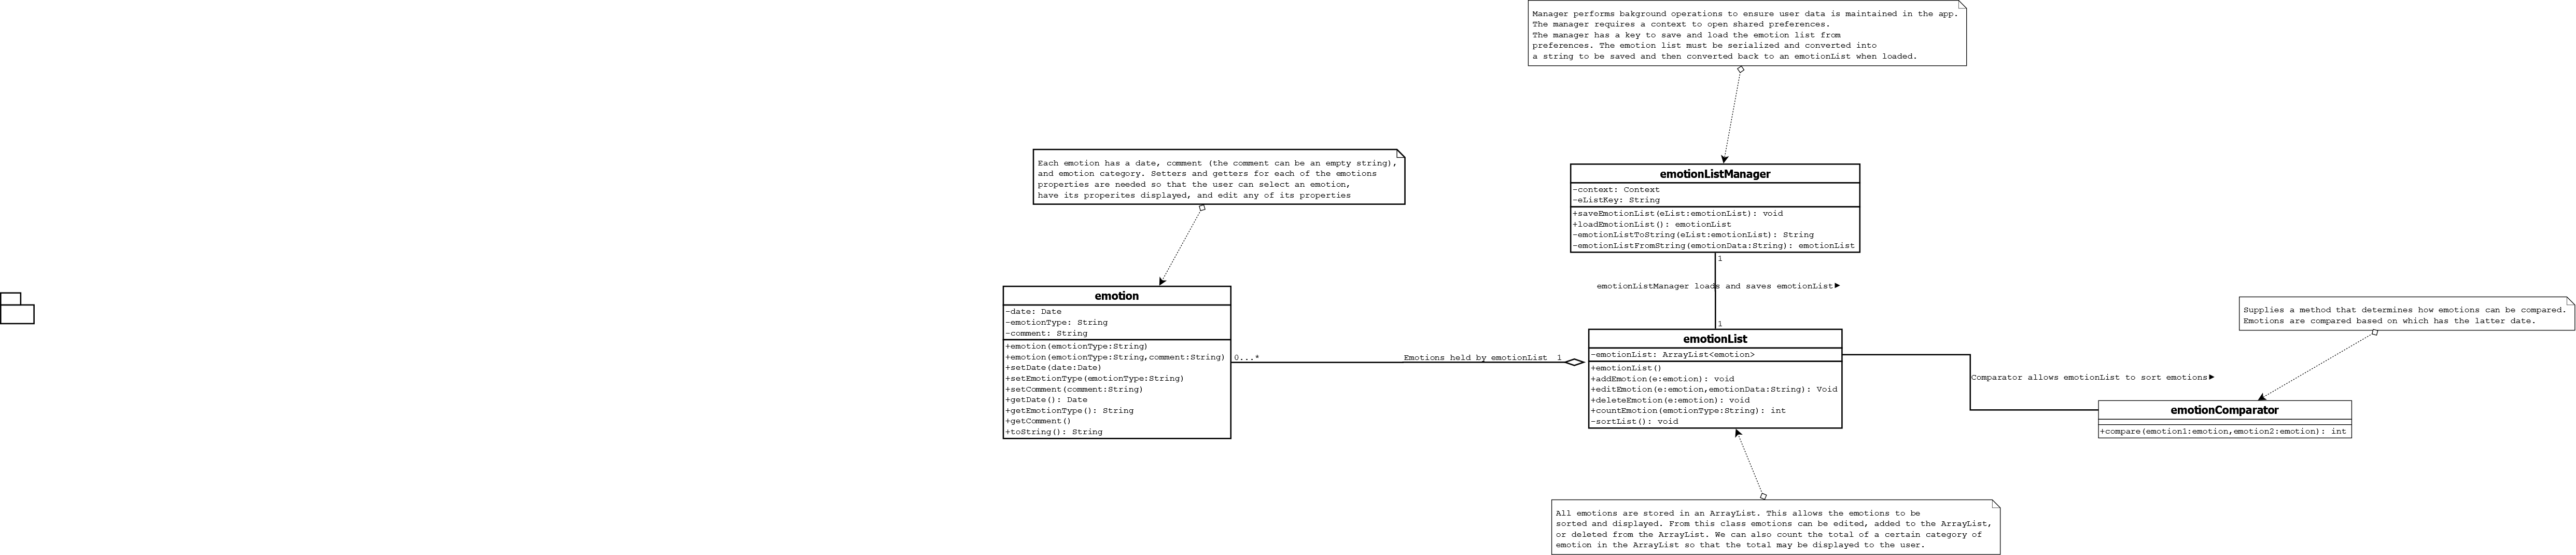 Manager performs bakground operations to ensure user data is maintained in the app.
The manager requires a context to open shared preferences.
The manager has a key to save and load the emotion list from
preferences. The emotion list must be serialized and converted into
a string to be saved and then converted back to an emotionList when loaded.
Each emotion has a date, comment (the comment can be an empty string),
and emotion category. Setters and getters for each of the emotions
properties are needed so that the user can select an emotion,
have its properites displayed, and edit any of its properties
emotionListManager
-context: Context
-eListKey: String
+saveEmotionList(eList:emotionList): void
+loadEmotionList(): emotionList
-emotionListToString(eList:emotionList): String
-emotionListFromString(emotionData:String): emotionList
1
emotionListManager loads and saves emotionList
1
emotion
-date: Date
-emotionType: String
-comment: String
+emotion(emotionType:String)
+emotion(emotionType:String,comment:String)
+setDate(date:Date)
+setEmotionType(emotionType:String)
+setComment(comment:String)
+getDate(): Date
+getEmotionType(): String
+getComment()
+toString(): String
0...* Emotions held by emotionList 1
emotionList
-emotionList: ArrayList<emotion>
+emotionList()
+addEmotion(e:emotion): void
+editEmotion(e:emotion,emotionData:String): Void
+deleteEmotion(e:emotion): void
+countEmotion(emotionType:String): int
-sortList(): void
Comparator allows emotionList to sort emotions
Supplies a method that determines how emotions can be compared.
Emotions are compared based on which has the latter date.
emotionComparator
+compare(emotion1:emotion,emotion2:emotion): int
All emotions are stored in an ArrayList. This allows the emotions to be
sorted and displayed. From this class emotions can be edited, added to the ArrayList,
or deleted from the ArrayList. We can also count the total of a certain category of
emotion in the ArrayList so that the total may be displayed to the user.